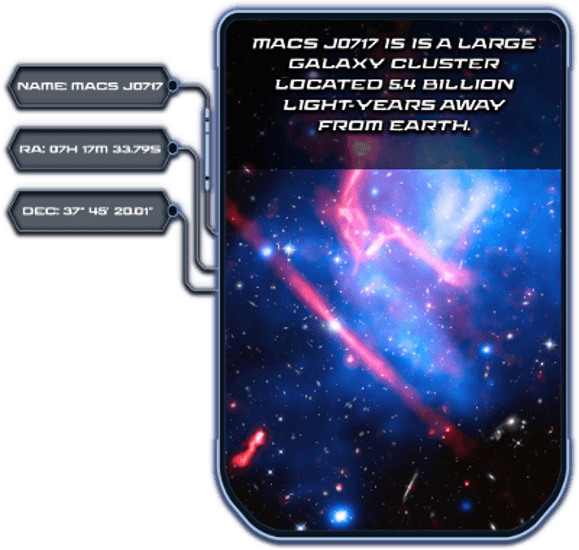 MACS J0717 IS IS A LARGE
GALAXY CLUSTER
LOCATED 5.4 BILLION
LIGHT-YEARS AWAY
FROM EARTH.
NAME: MACS J0717
RA: 07H 17M 33.79S
DEC: 37° 45' 20.01"